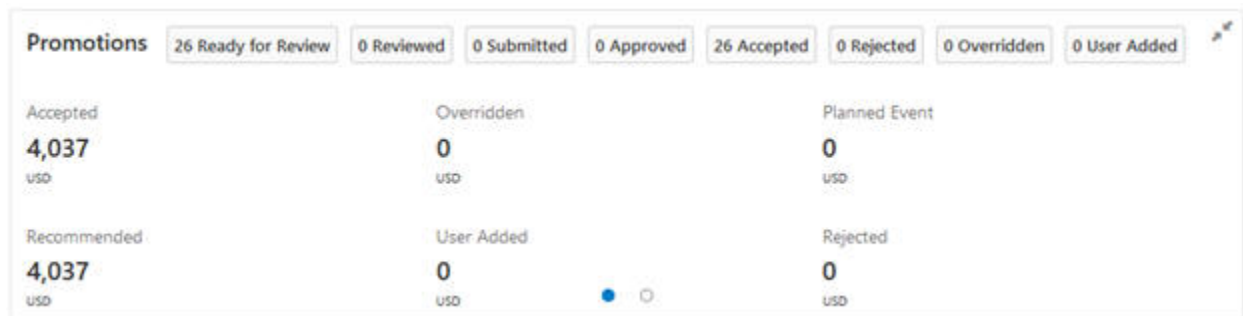 Promotions 26 Ready for Review 0 Reviewed 0 Submitted 0 Approved 26 Accepted 0 Rejected 0 Overridden 0 User Added
Accepted Overridden Planned Event
4,037 0 0
USD USD USD
Recommended User Added Rejected
4,037 0 0
USD USD USD